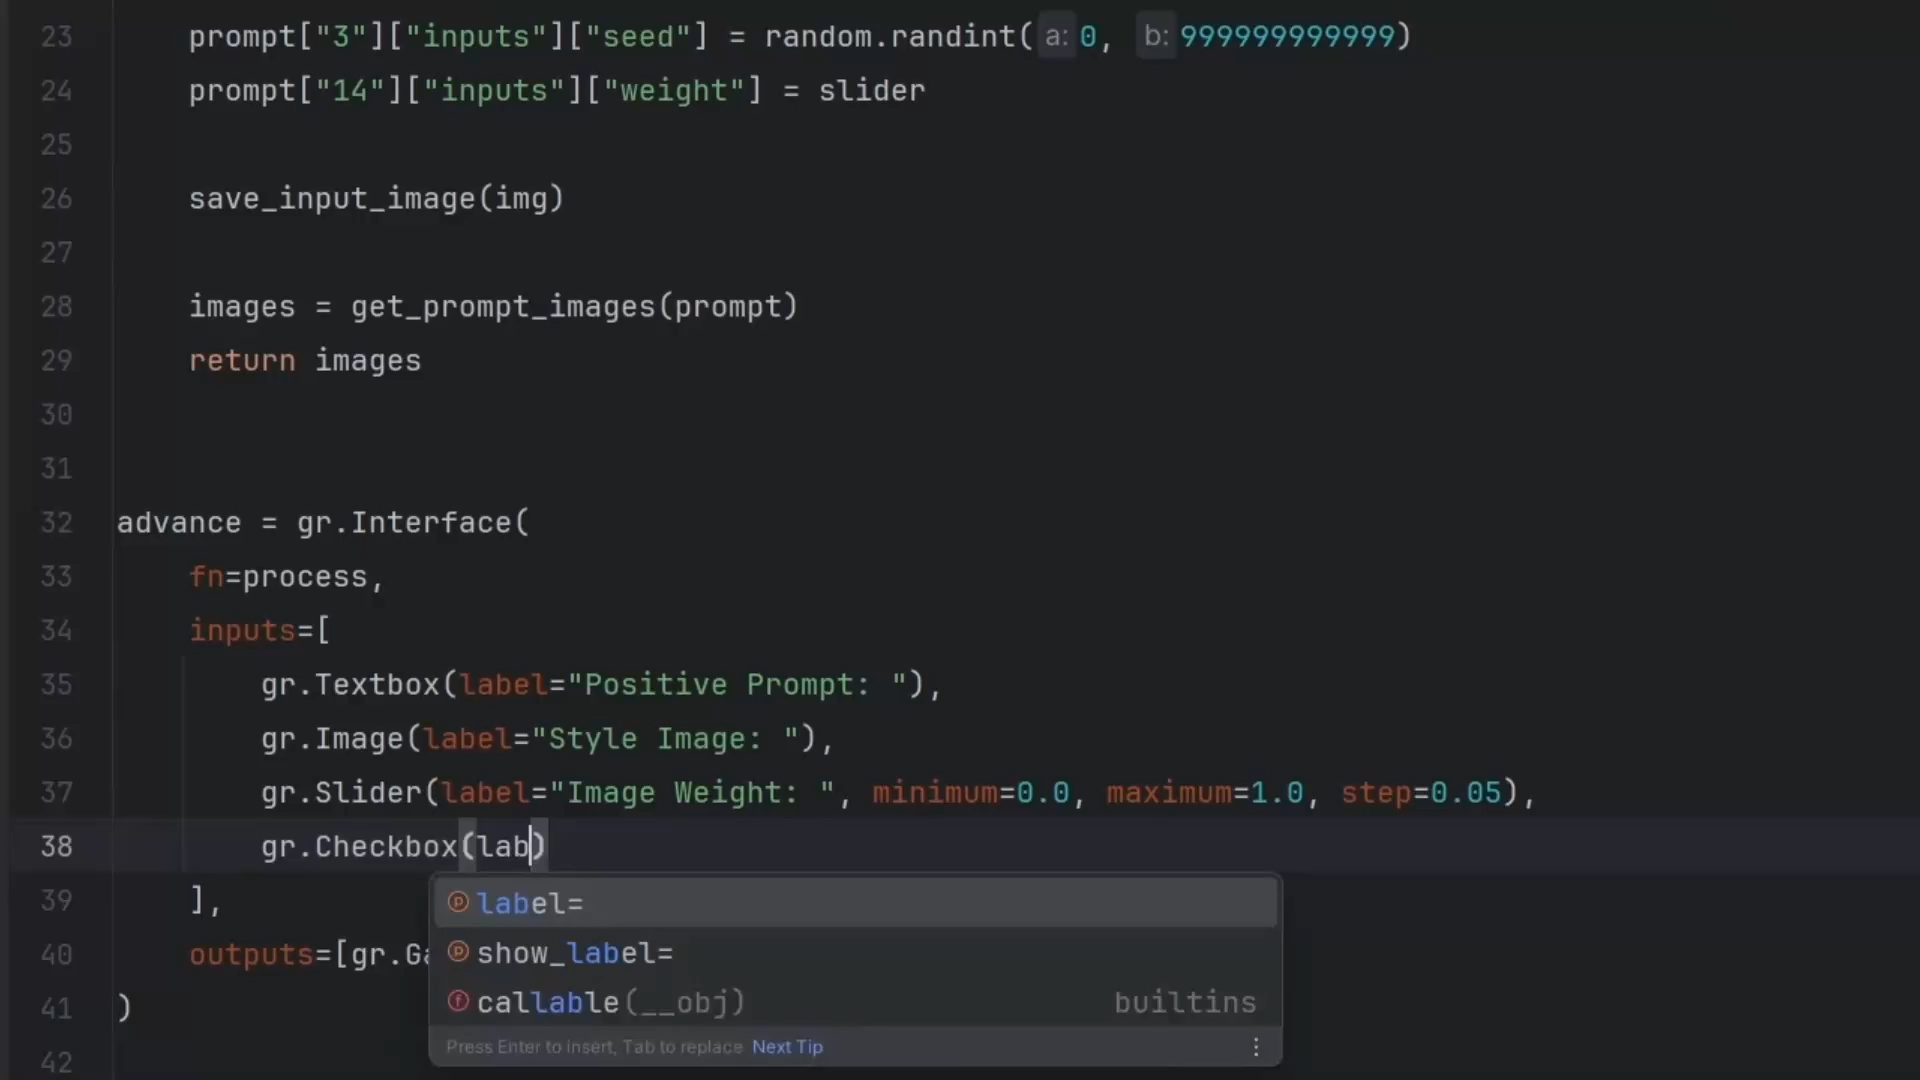 23 prompt["3"]["inputs"]["seed"] = random.randint( a: 0, b: 999999999999)
24 prompt["14"]["inputs"]["weight"] = slider
25
26 save_input_image(img)
27
28 images = get_prompt_images(prompt)
29 return images
30
31
32 advance = gr.Interface(
33 fn=process,
34 inputs=[
35 gr.Textbox(label="Positive Prompt: "),
36 gr.Image(label="Style Image: "),
37 gr.Slider(label="Image Weight: ", minimum=0.0, maximum=1.0, step=0.05),
38 gr.Checkbox(lab)
39 ],
label=
40 outputs=[gr.Ga
show_label=
41 )
callable(__obj) builtins
42
Press Enter to insert, Tab to replace Next Tip